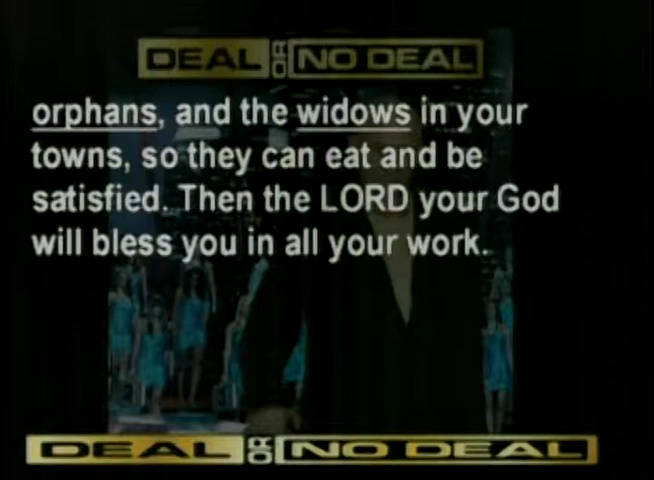 DEAL OR NO DEAL
orphans, and the widows in your
towns, so they can eat and be
satisfied. Then the LORD your God
will bless you in all your work.
DEAL OR NO DEAL